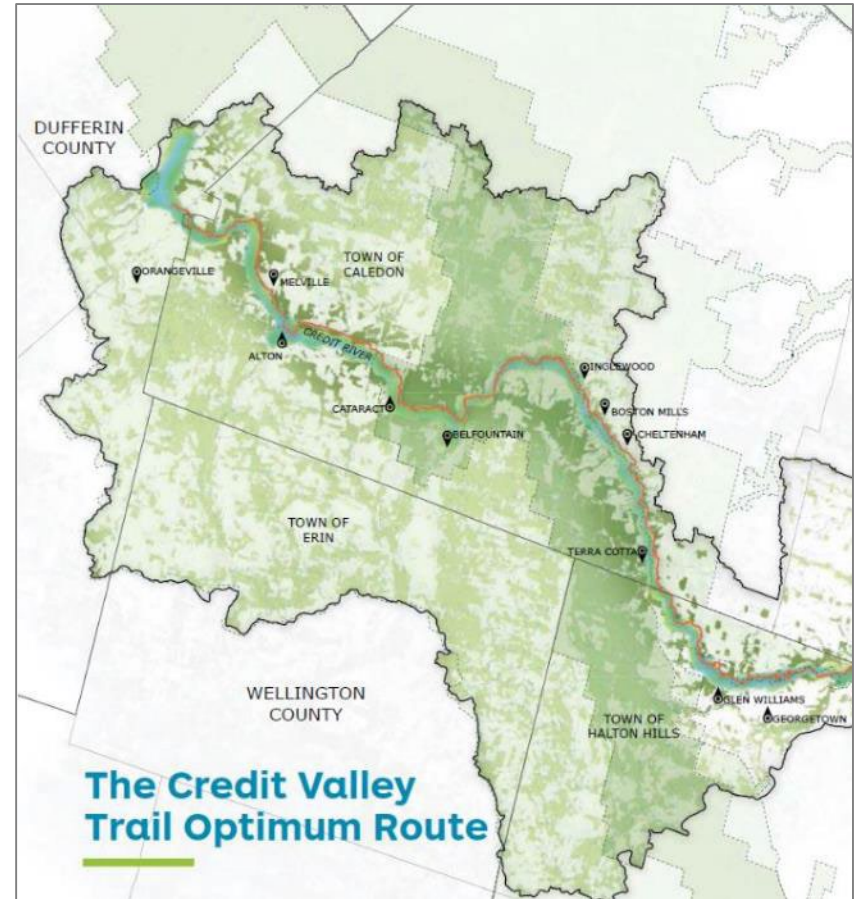 DUFFERIN
COUNTY
TOWN OF
CALEDON
ORANGEVILLE
MELVILLE
CREDIT RIVER
ALTON
INGLEWOOD
CATARACT
BOSTON MILLS
BELFOUNTAIN
CHELTENHAM
TOWN OF
ERIN
TERRA COTTA
WELLINGTON
COUNTY
GLEN WILLIAMS
TOWN OF
HALTON HILLS
GEORGETOWN
The Credit Valley
Trail Optimum Route